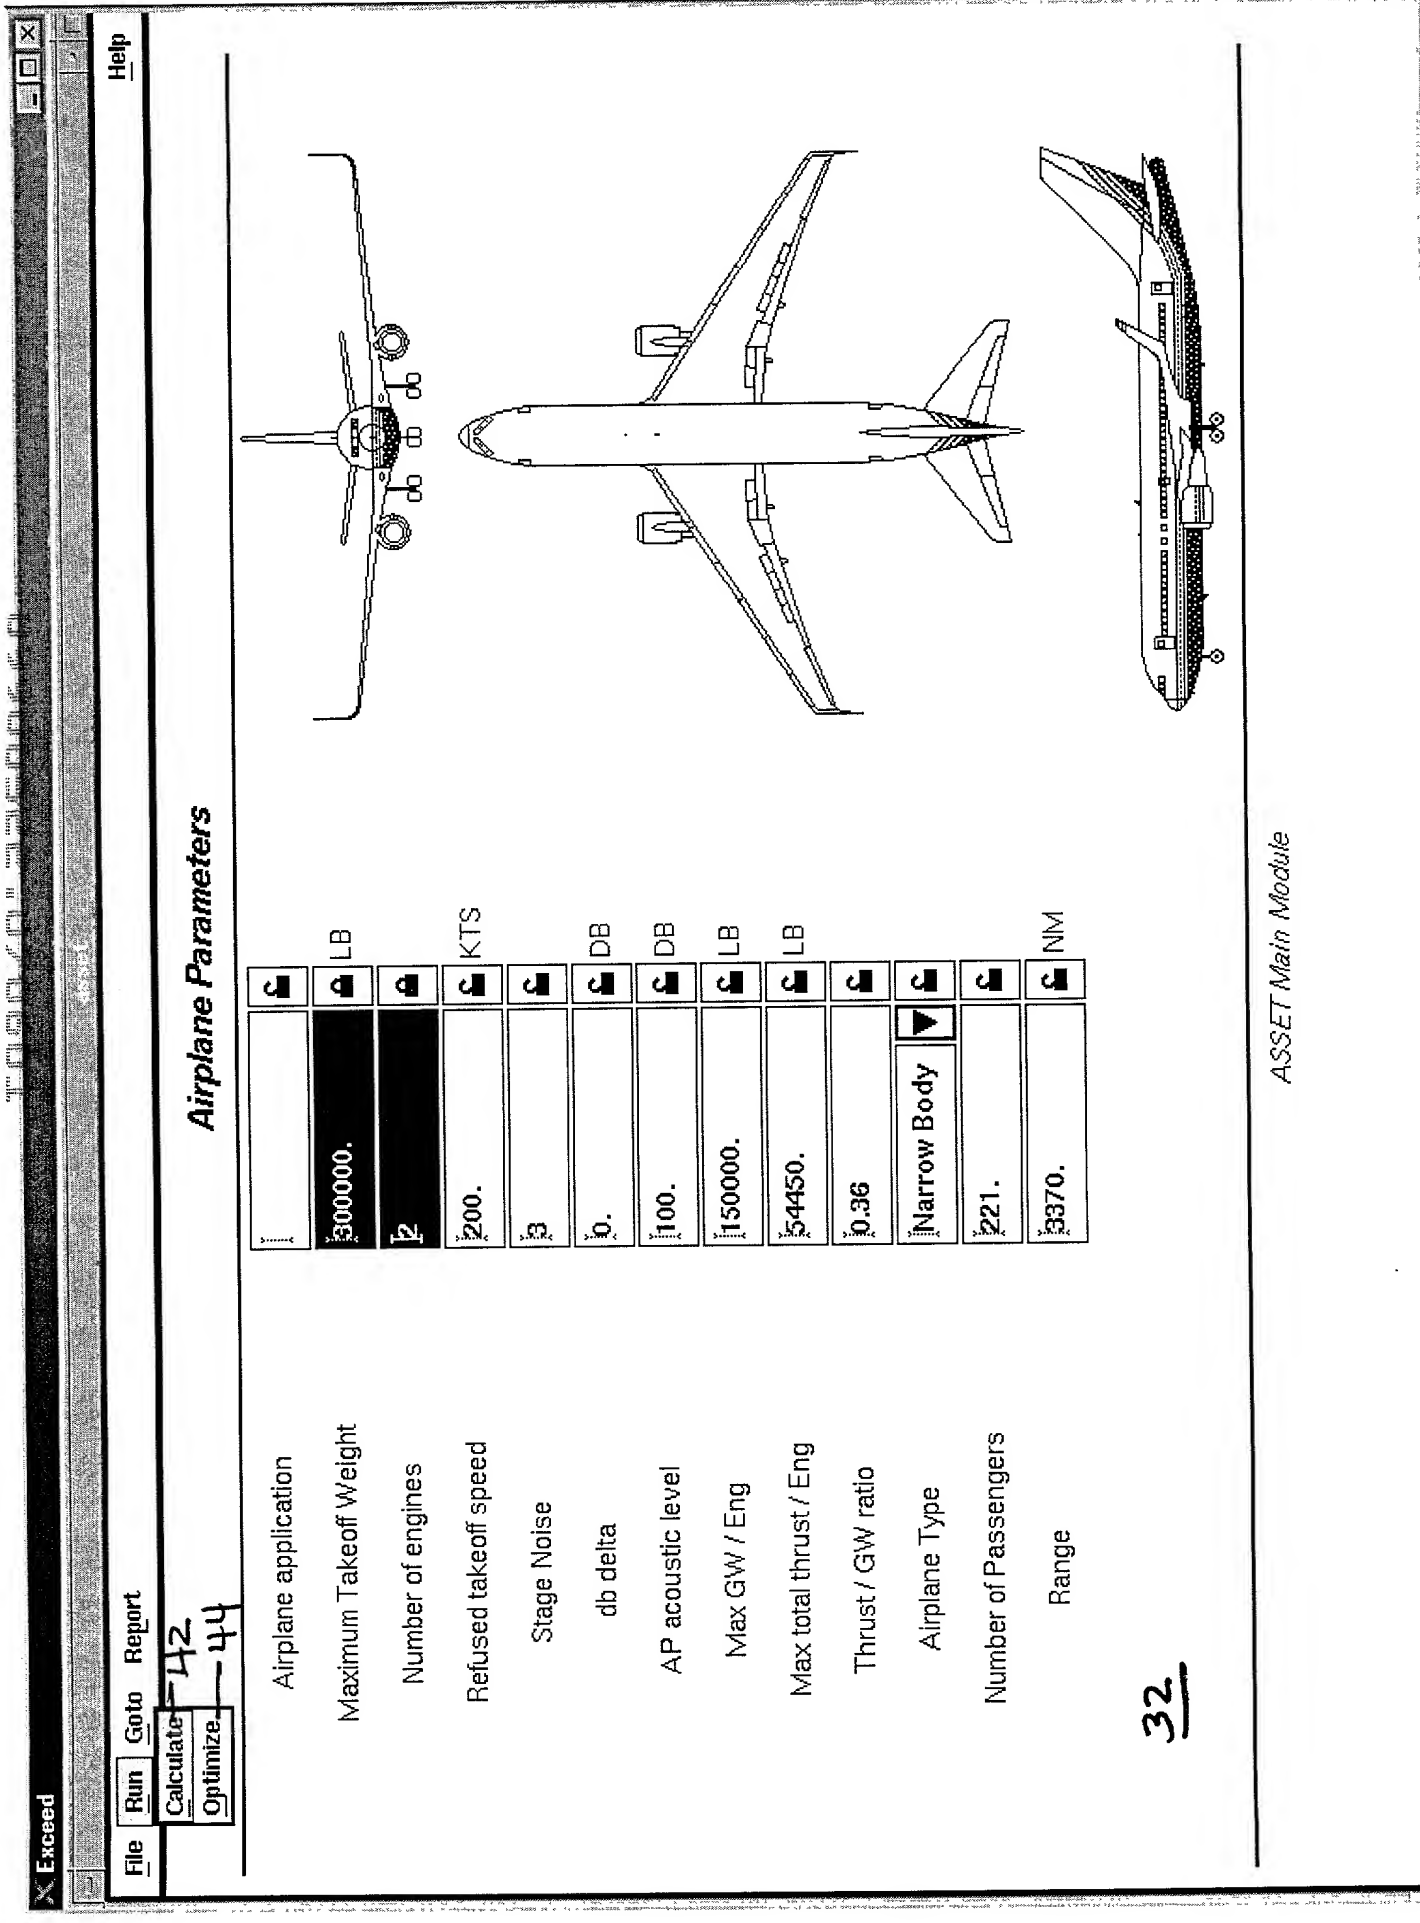 X Exceed
File Run Goto Report Help
Calculate 42
Optimize 44
Airplane Parameters
Airplane application
Maximum Takeoff Weight 300000. LB
Number of engines 2
Refused takeoff speed 200. KTS
Stage Noise 3
db delta 0. DB
AP acoustic level 100. DB
Max GW / Eng 150000. LB
Max total thrust / Eng 54450. LB
Thrust / GW ratio 0.36
Airplane Type Narrow Body
Number of Passengers 221.
Range 3370. NM
32
ASSET Main Module